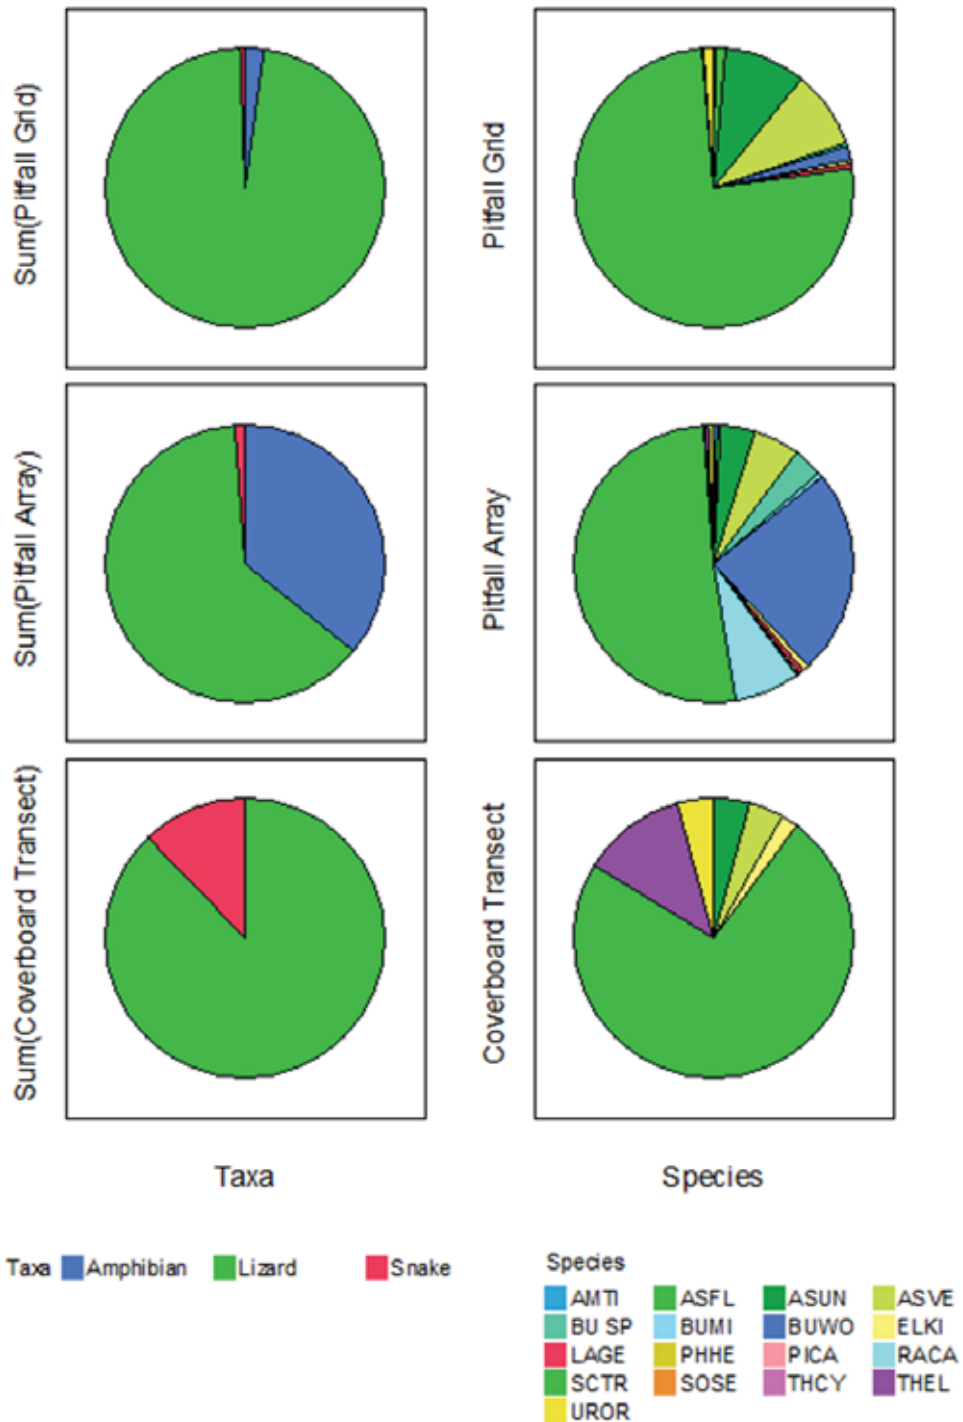 Sum(Pitfall Grid)
Pitfall Grid
Sum(Pitfall Array)
Pitfall Array
Sum(Coverboard Transect)
Coverboard Transect
Taxa
Species
Taxa Amphibian Lizard Snake
Species
AMTI ASFL ASUN ASVE
BU SP BUMI BUWO ELKI
LAGE PHHE PICA RACA
SCTR SOSE THCY THEL
UROR